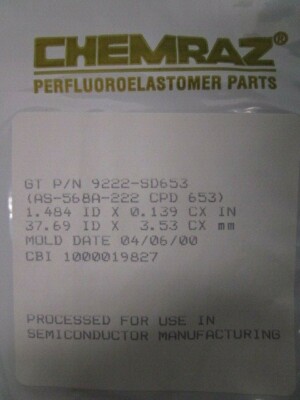 CHEMRAZ®
PERFLUOROELASTOMER PARTS
GT P/N 9222-SD653
(AS-568A-222 CPD 653)
1.484 ID X 0.139 CX IN
37.69 ID X 3.53 CX mm
MOLD DATE 04/06/00
CBI 1000019827
PROCESSED FOR USE IN
SEMICONDUCTOR MANUFACTURING